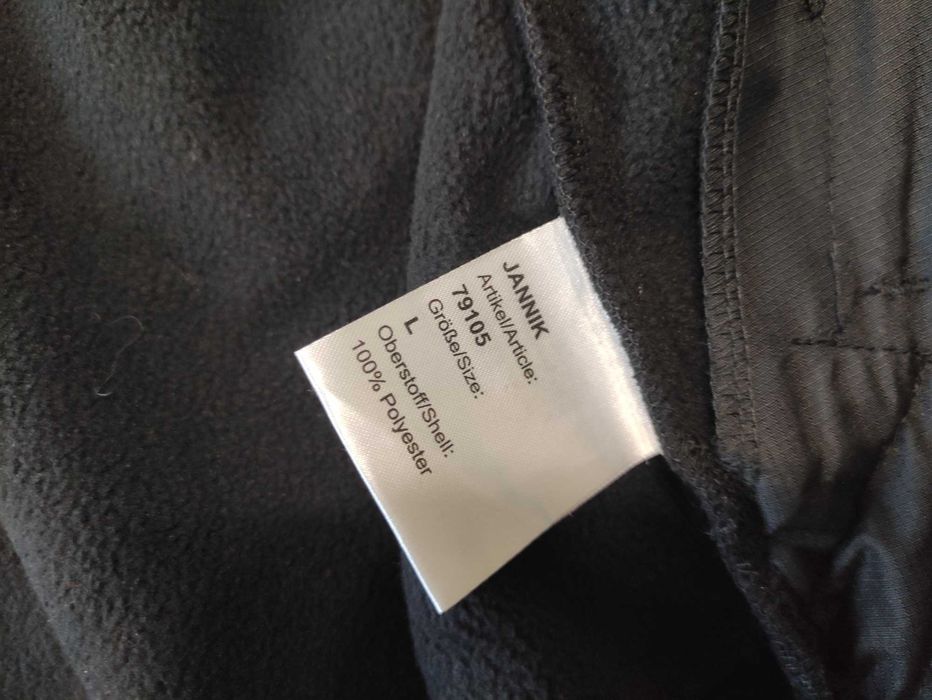 JANNIK
Artikel/Article:
79105
Größe/Size:
L
Oberstoff/Shell:
100% Polyester